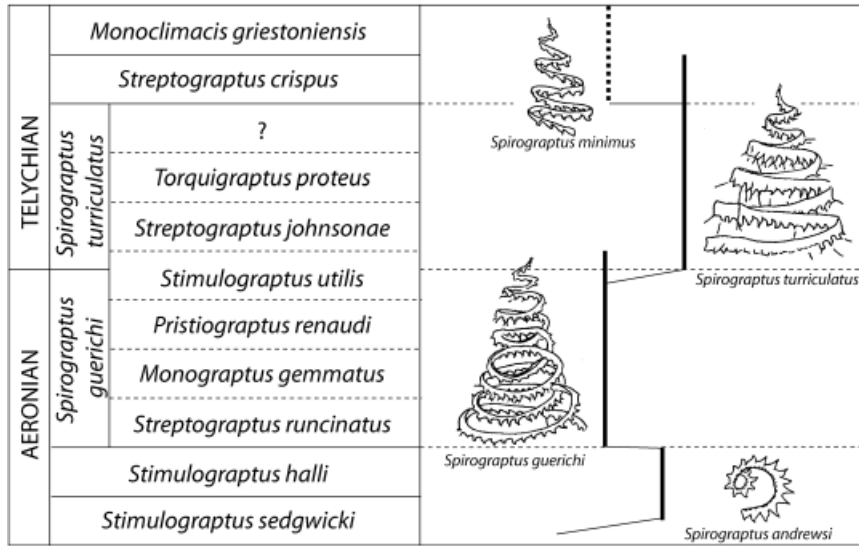 TELYCHIAN
AERONIAN
Spirograptus
turriculatus
Spirograptus
guerichi
Monoclimacis griestoniensis
Streptograptus crispus
?
Torquigraptus proteus
Streptograptus johnsonae
Stimulograptus utilis
Pristiograptus renaudi
Monograptus gemmatus
Streptograptus runcinatus
Stimulograptus halli
Stimulograptus sedgwicki
Spirograptus minimus
Spirograptus turriculatus
Spirograptus guerichi
Spirograptus andrewsi